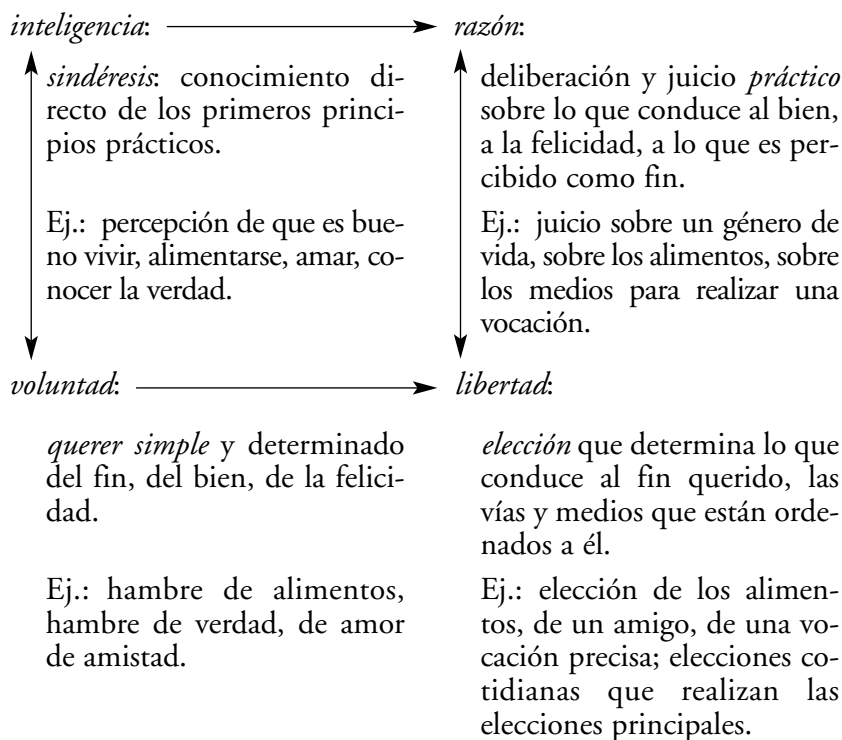 inteligencia:
sindéresis: conocimiento di-
recto de los primeros princi-
pios prácticos.
Ej.: percepción de que es bue-
no vivir, alimentarse, amar, co-
nocer la verdad.
razón:
deliberación y juicio práctico
sobre lo que conduce al bien,
a la felicidad, a lo que es per-
cibido como fin.
Ej.: juicio sobre un género de
vida, sobre los alimentos, sobre
los medios para realizar una
vocación.
voluntad:
querer simple y determinado
del fin, del bien, de la felici-
dad.
Ej.: hambre de alimentos,
hambre de verdad, de amor
de amistad.
libertad:
elección que determina lo que
conduce al fin querido, las
vías y medios que están orde-
nados a él.
Ej.: elección de los alimen-
tos, de un amigo, de una vo-
cación precisa; elecciones co-
tidianas que realizan las
elecciones principales.